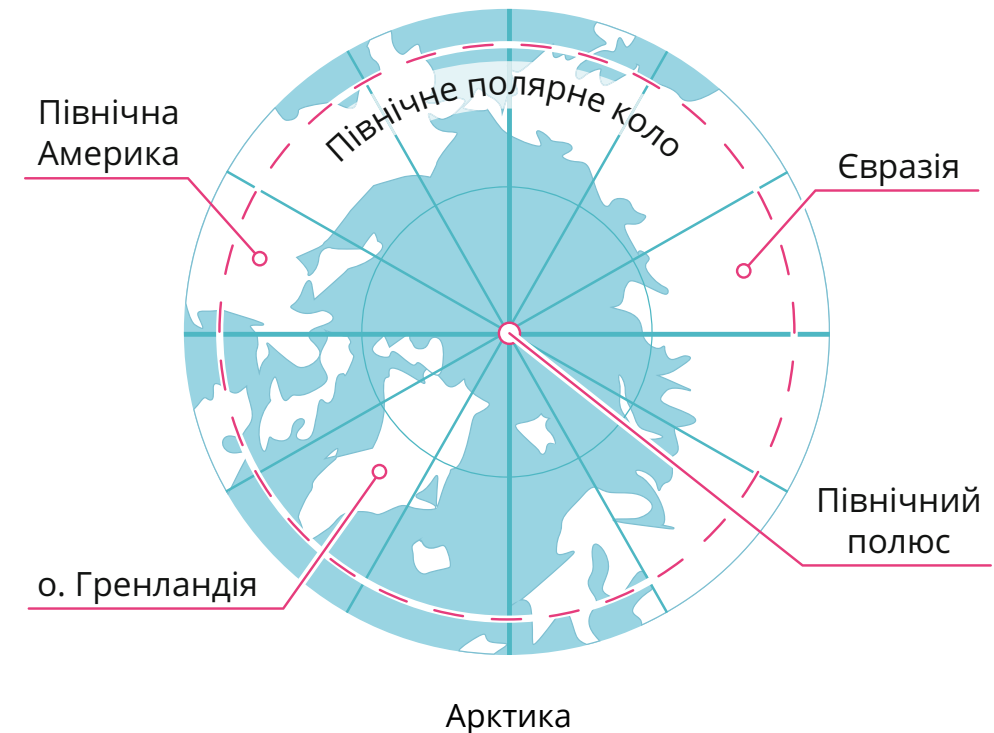 Північне полярне коло
Північна
Америка
Євразія
Північний
полюс
о. Гренландія
Арктика